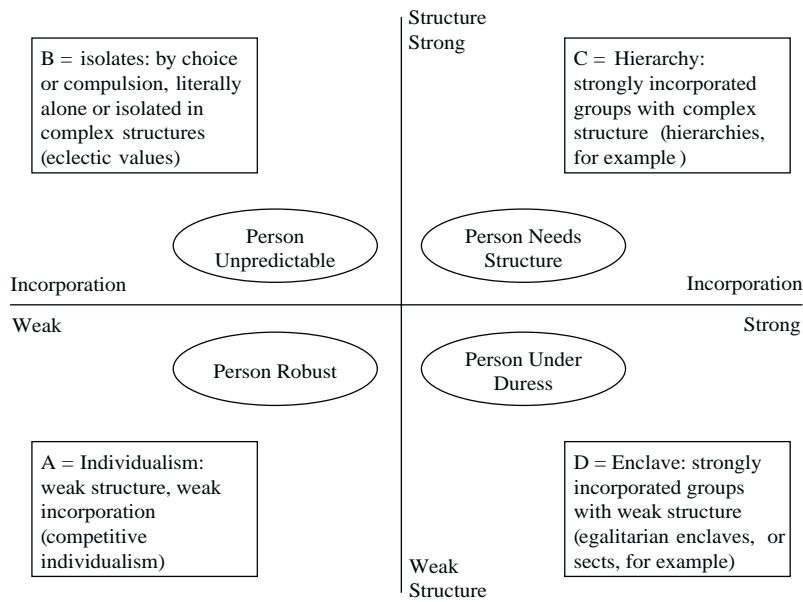 Structure
Strong
B = isolates: by choice
or compulsion, literally
alone or isolated in
complex structures
(eclectic values)
C = Hierarchy:
strongly incorporated
groups with complex
structure (hierarchies,
for example )
Person
Unpredictable
Person Needs
Structure
Incorporation
Incorporation
Weak
Strong
Person Robust
Person Under
Duress
A = Individualism:
weak structure, weak
incorporation
(competitive
individualism)
D = Enclave: strongly
incorporated groups
with weak structure
(egalitarian enclaves, or
sects, for example)
Weak
Structure